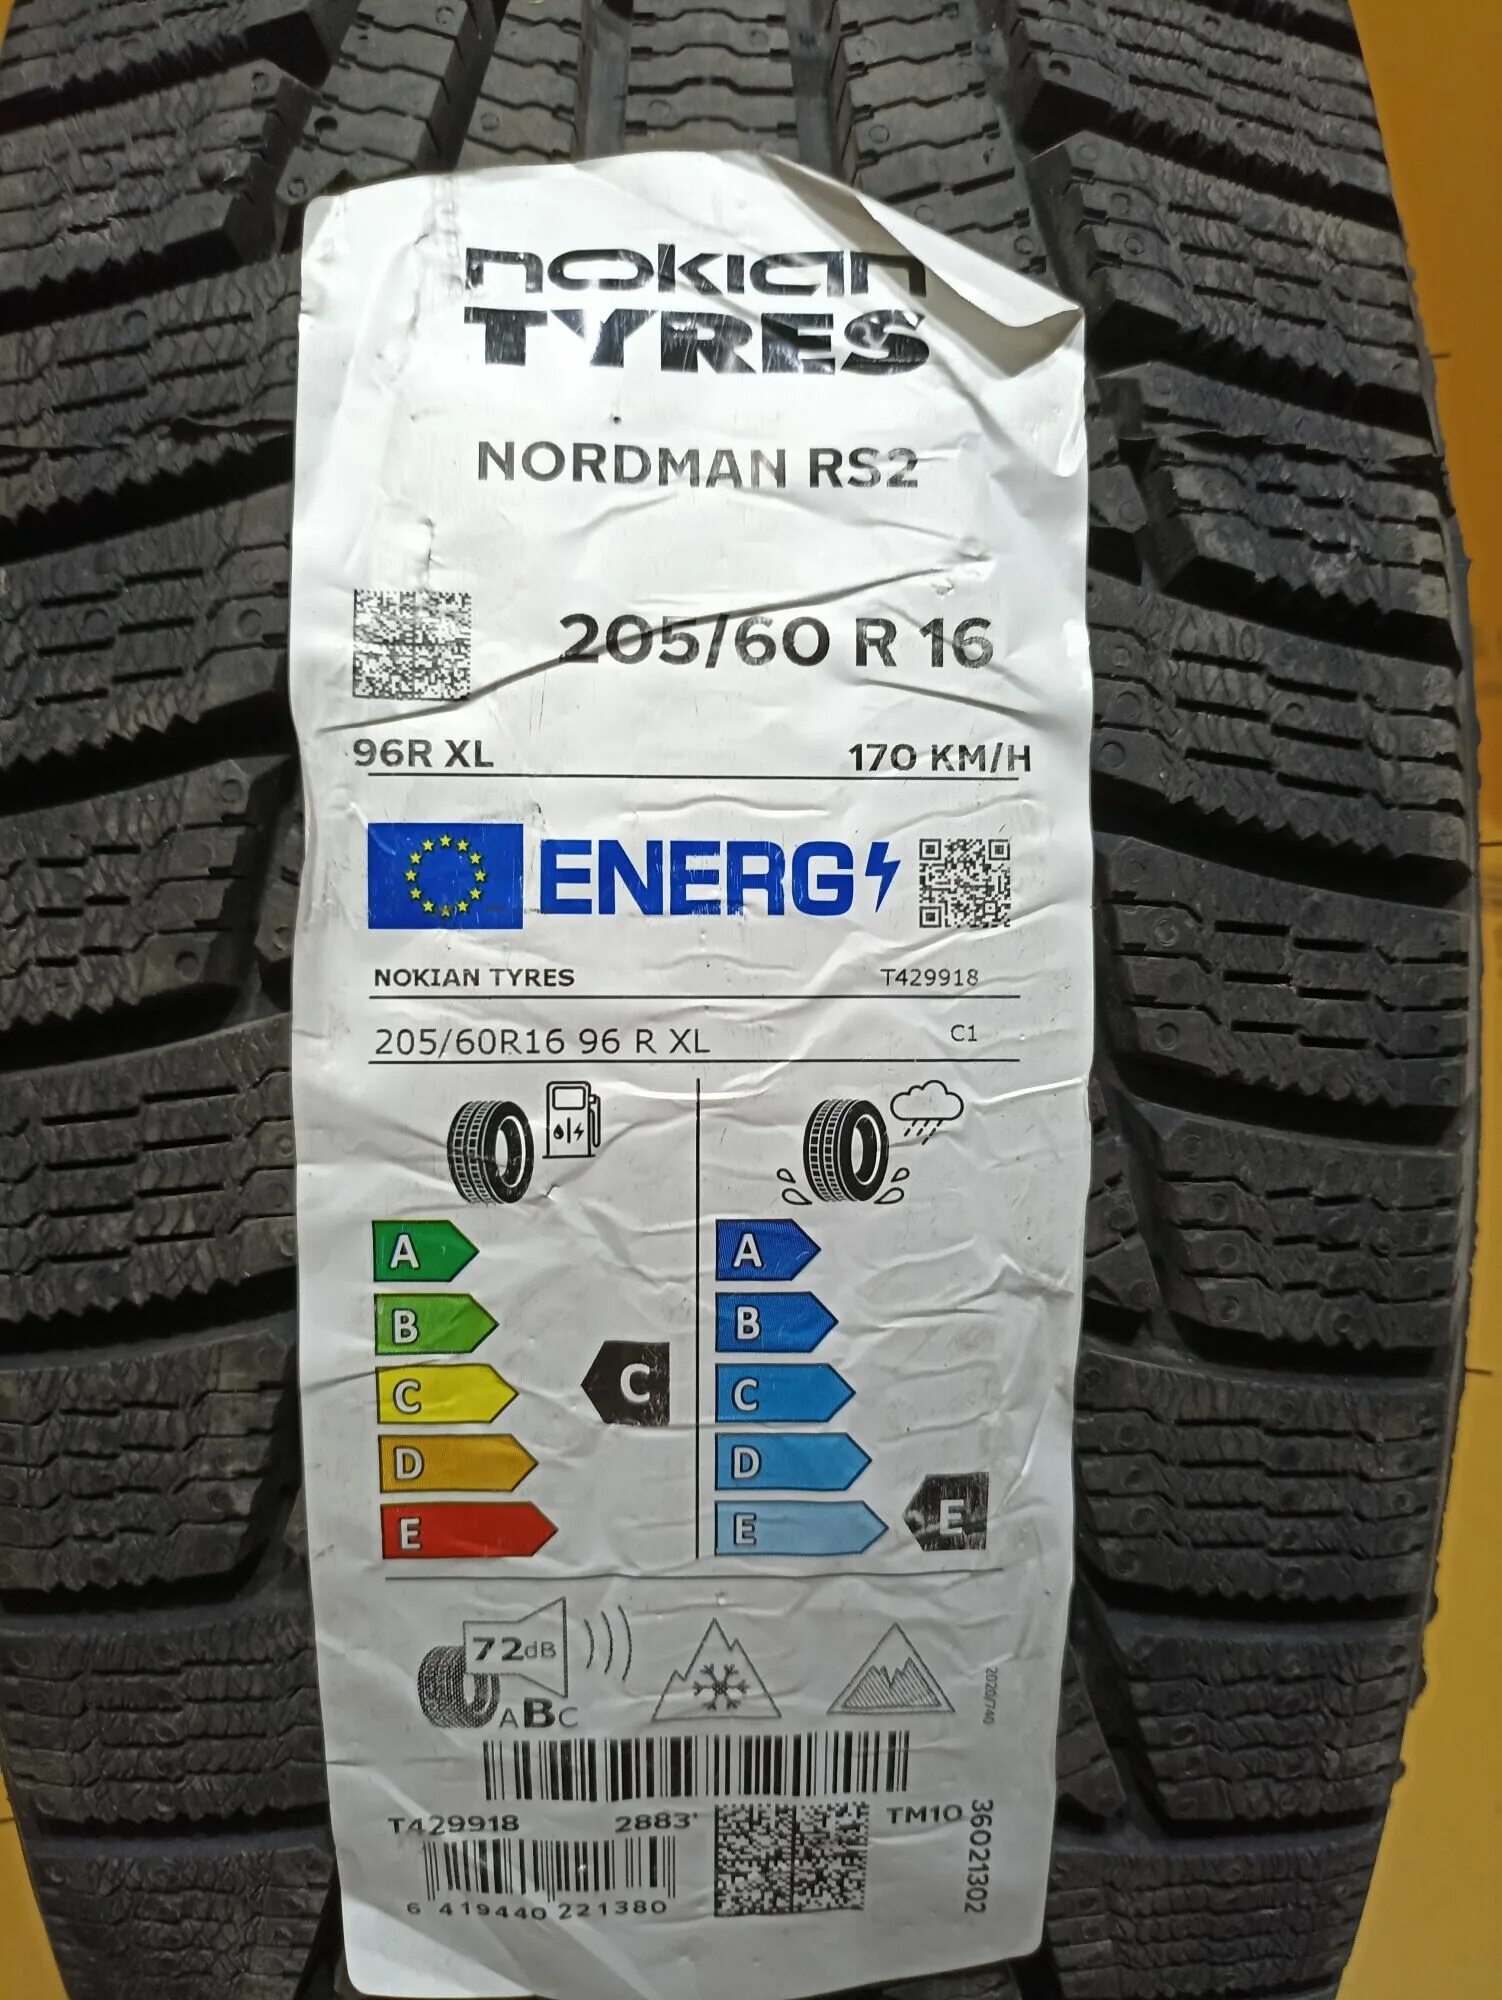 nokian
TYRES
NORDMAN RS2
205/60 R 16
96R XL 170 KM/H
ENERG
NOKIAN TYRES T429918
205/60R16 96 R XL C1
A A
B B
C C C
D D
E E E
72dB
ABC
2020/740
T429918 2883' TM10
36021302
6 419440 221380